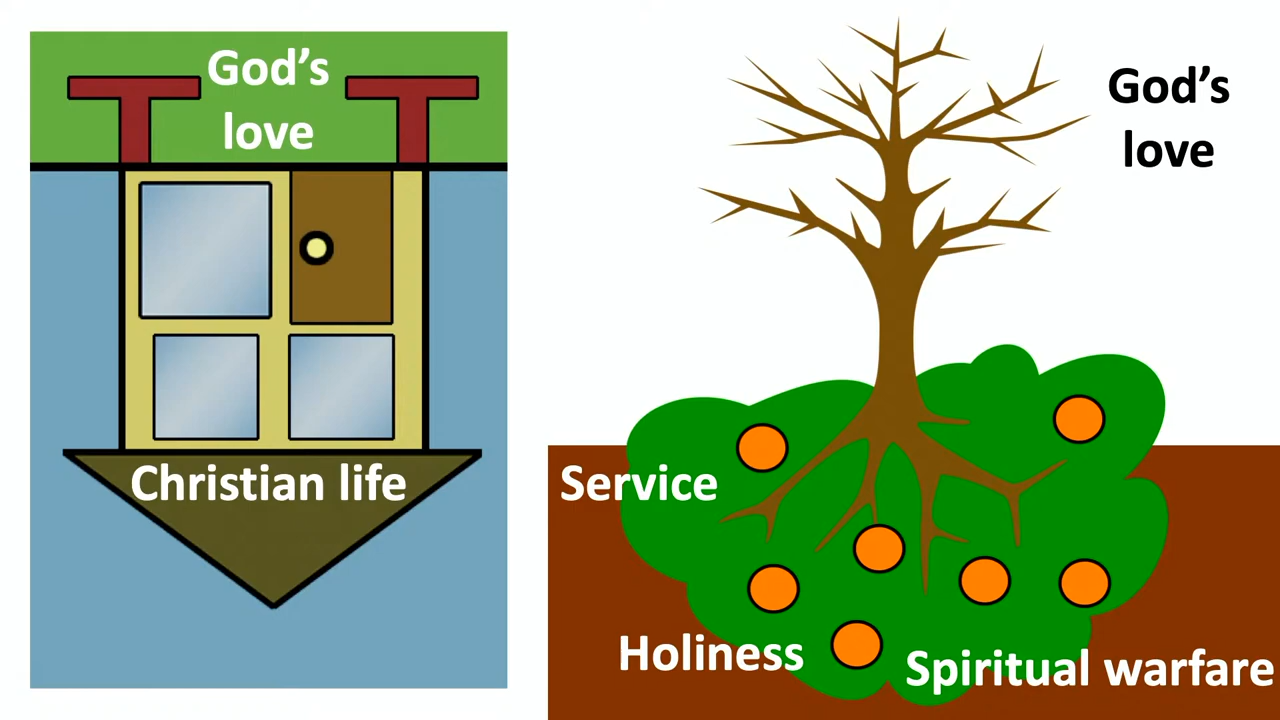 God’s
love
Christian life
God’s
love
Service
Holiness
Spiritual warfare